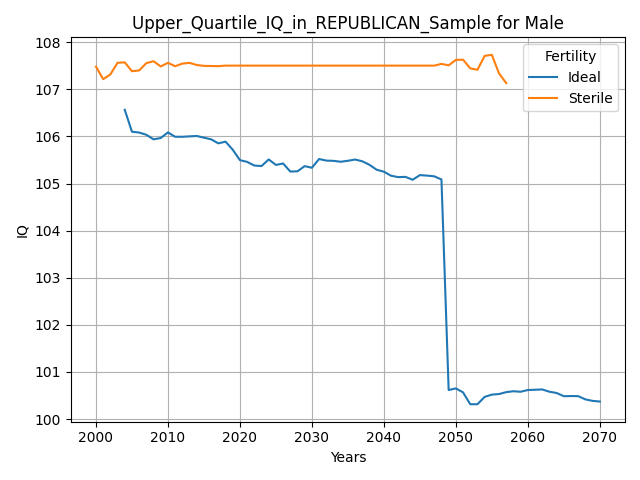 Upper_Quartile_IQ_in_REPUBLICAN_Sample for Male
108
107
106
105
104
103
102
101
100
IQ
Fertility
Ideal
Sterile
2000 2010 2020 2030 2040 2050 2060 2070
Years